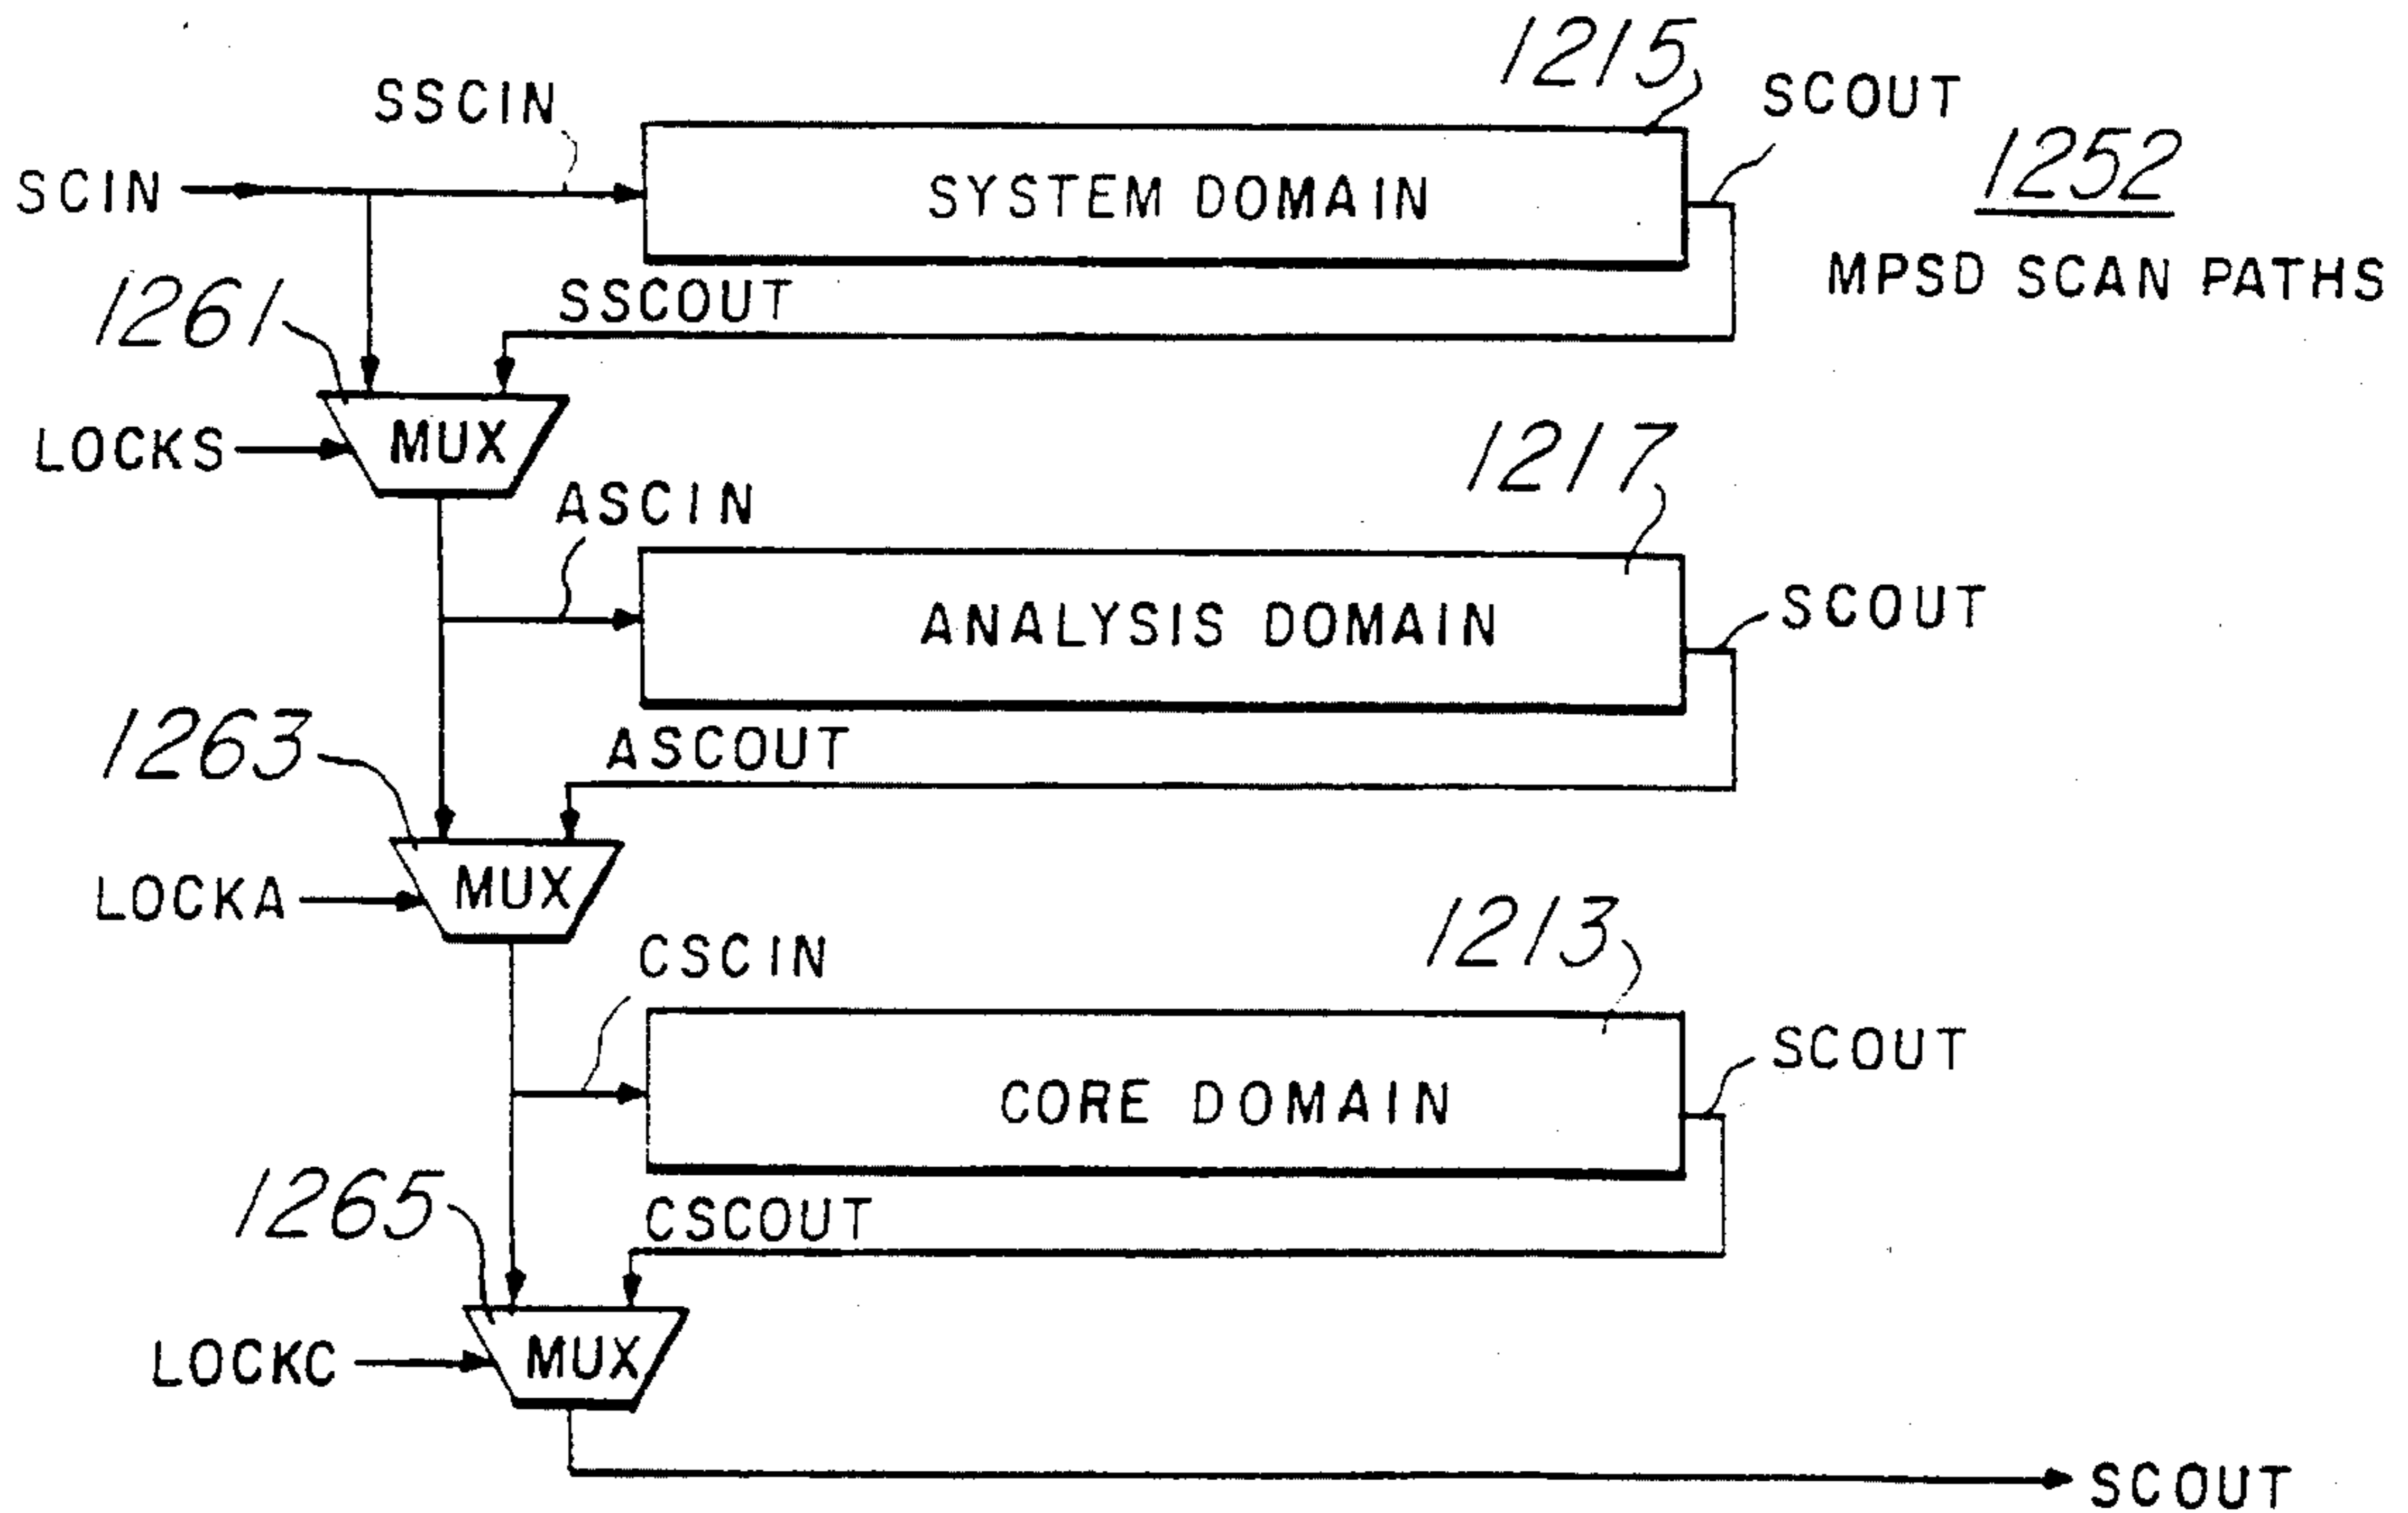 1215
SSCIN
SCOUT
SCIN
SYSTEM DOMAIN
1252
MPSD SCAN PATHS
1261
SSCOUT
LOCKS
MUX
1217
ASCIN
ANALYSIS DOMAIN
SCOUT
1263
ASCOUT
LOCKA
MUX
1213
CSCIN
CORE DOMAIN
SCOUT
1265
CSCOUT
LOCKC
MUX
SCOUT